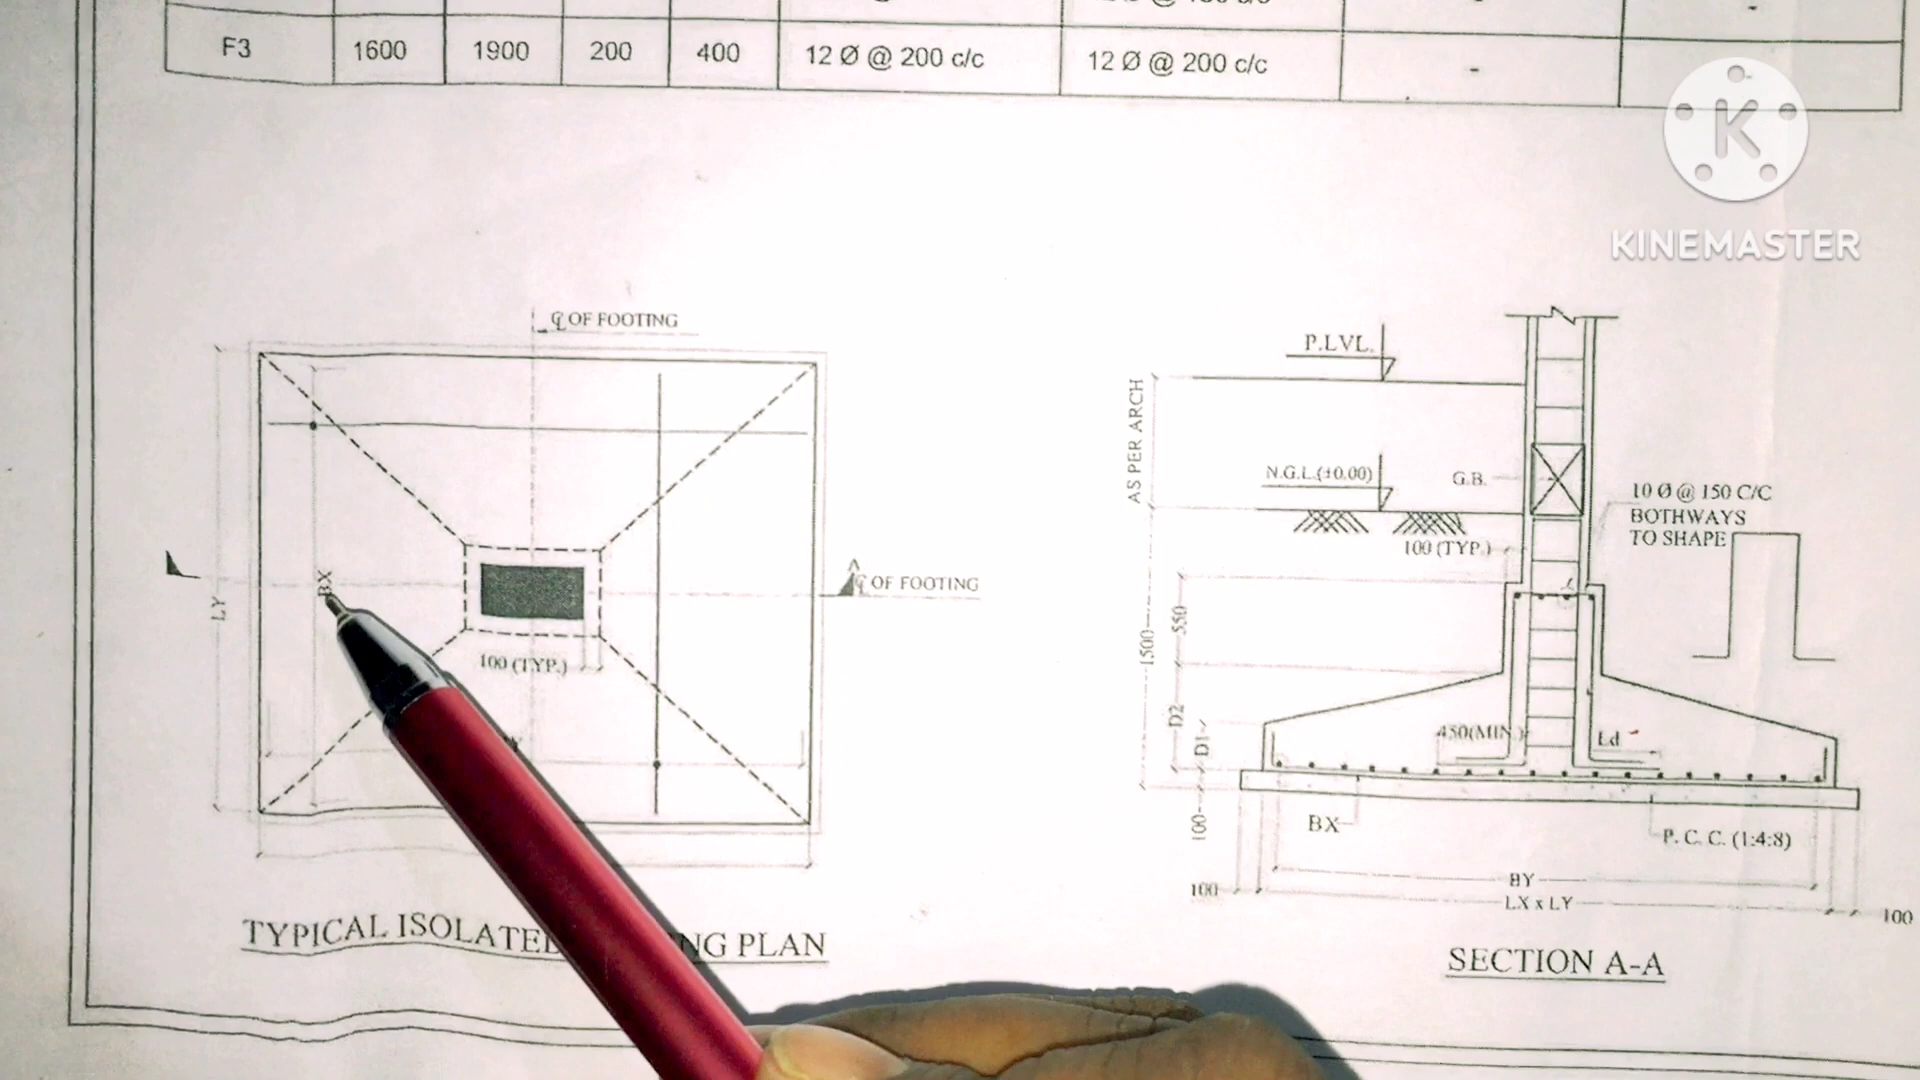 F3 1600 1900 200 400 12 Ø @ 200 c/c 12 Ø @ 200 c/c - -
K
KINEMASTER
℄ OF FOOTING
LY
BX
℄ OF FOOTING
100 (TYP.)
TYPICAL ISOLATED NG PLAN
P.LVL.
AS PER ARCH
N.G.L.(±0.00)
G.B.
10 Ø @ 150 C/C
BOTHWAYS
TO SHAPE
100 (TYP.)
1500
550
D2
D1
450(MIN.)
Ld
100
BX
P. C. C. (1:4:8)
BY
LX x LY
100
100
SECTION A-A